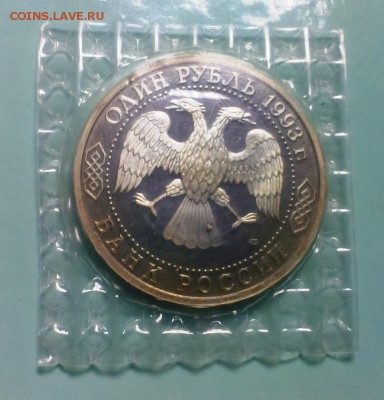 COINS.LAVE.RU
ОДИН РУБЛЬ 1993 г.
БАНК РОССИИ